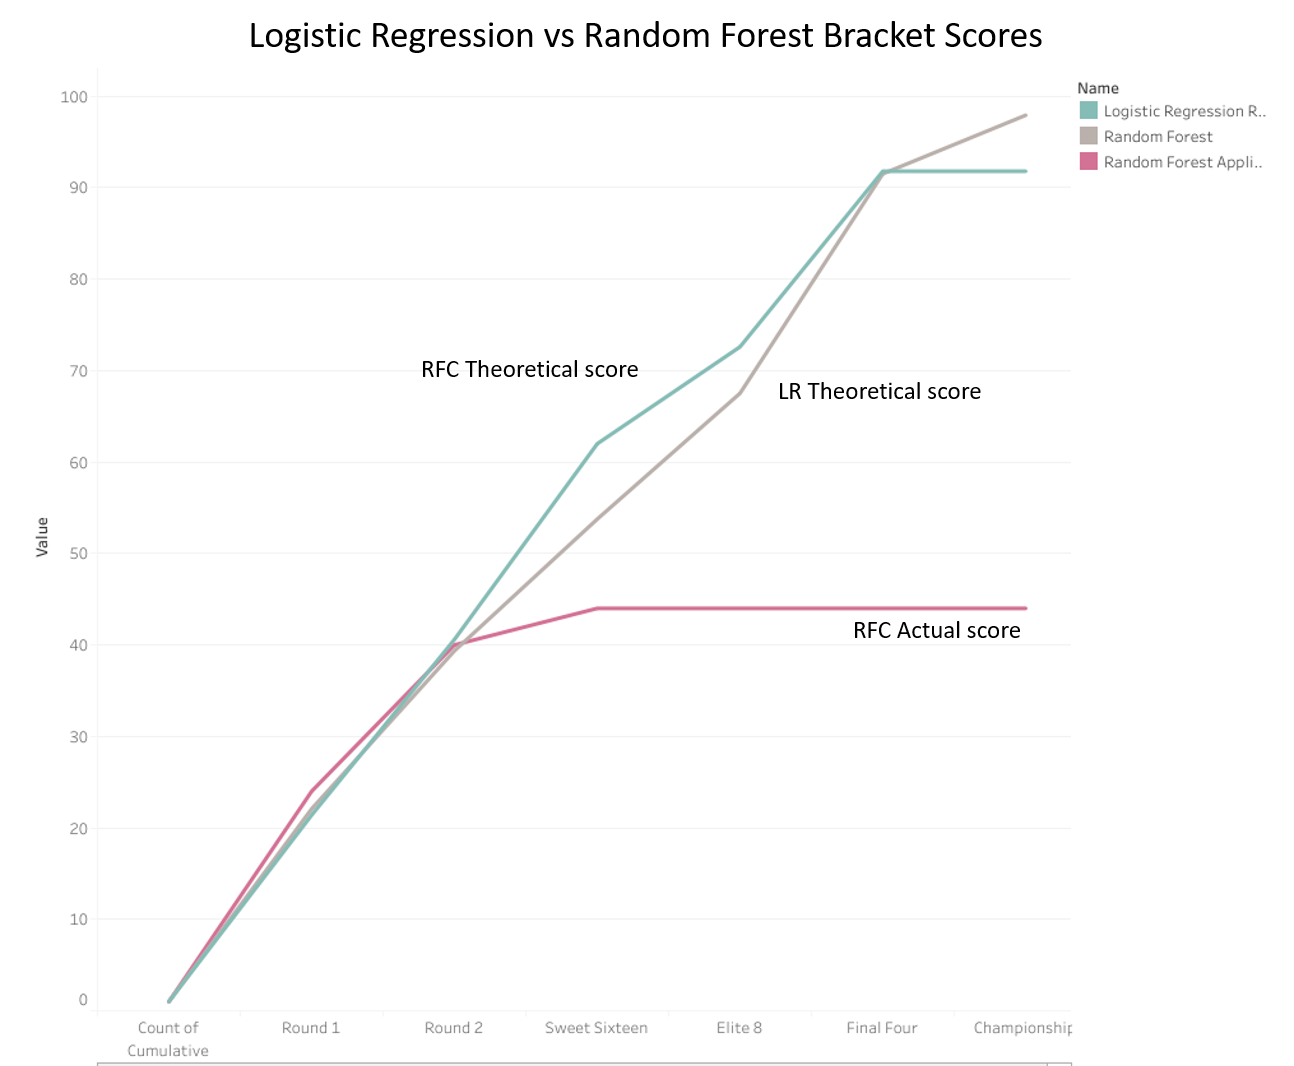 Logistic Regression vs Random Forest Bracket Scores
Name
Logistic Regression R..
Random Forest
Random Forest Appli..
100
90
80
70
60
50
40
30
20
10
0
Value
RFC Theoretical score
LR Theoretical score
RFC Actual score
Count of
Cumulative
Round 1
Round 2
Sweet Sixteen
Elite 8
Final Four
Championship